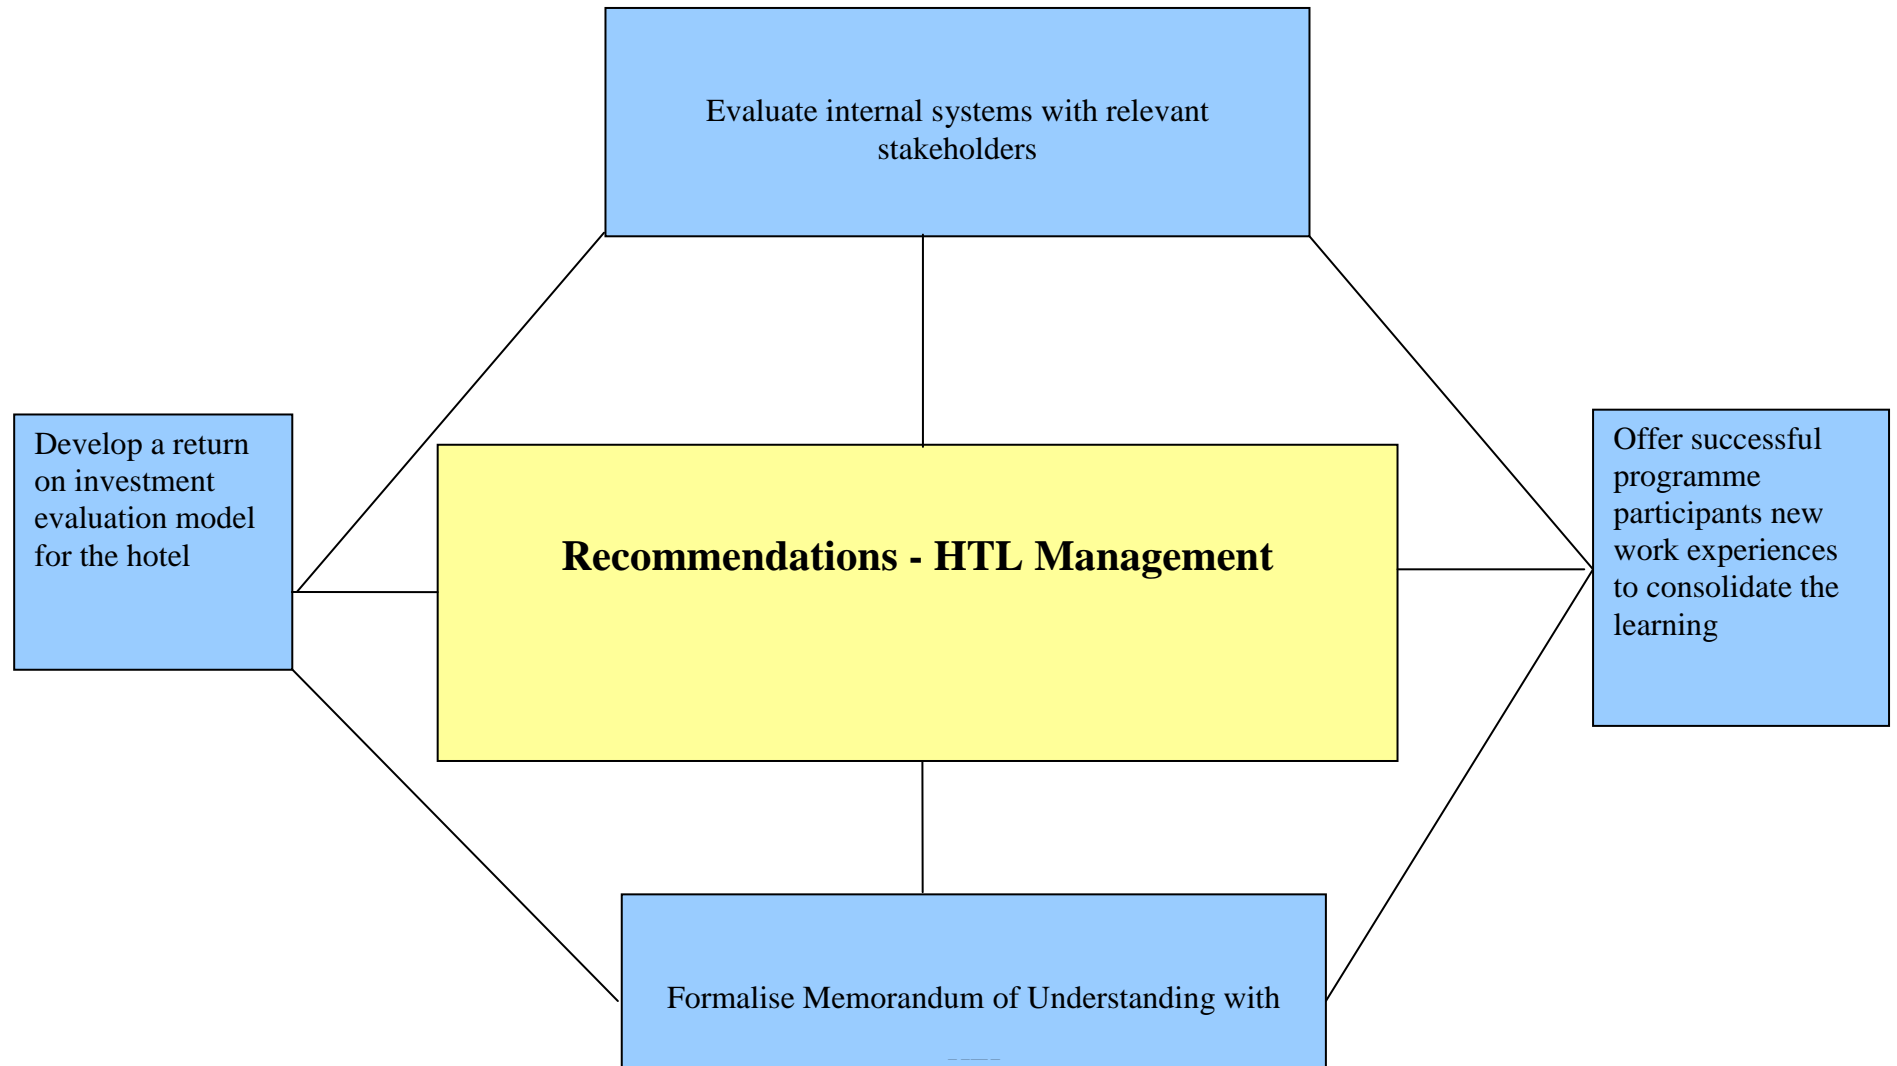 Evaluate internal systems with relevant
stakeholders
Develop a return
on investment
evaluation model
for the hotel
Recommendations - HTL Management
Offer successful
programme
participants new
work experiences
to consolidate the
learning
Formalise Memorandum of Understanding with